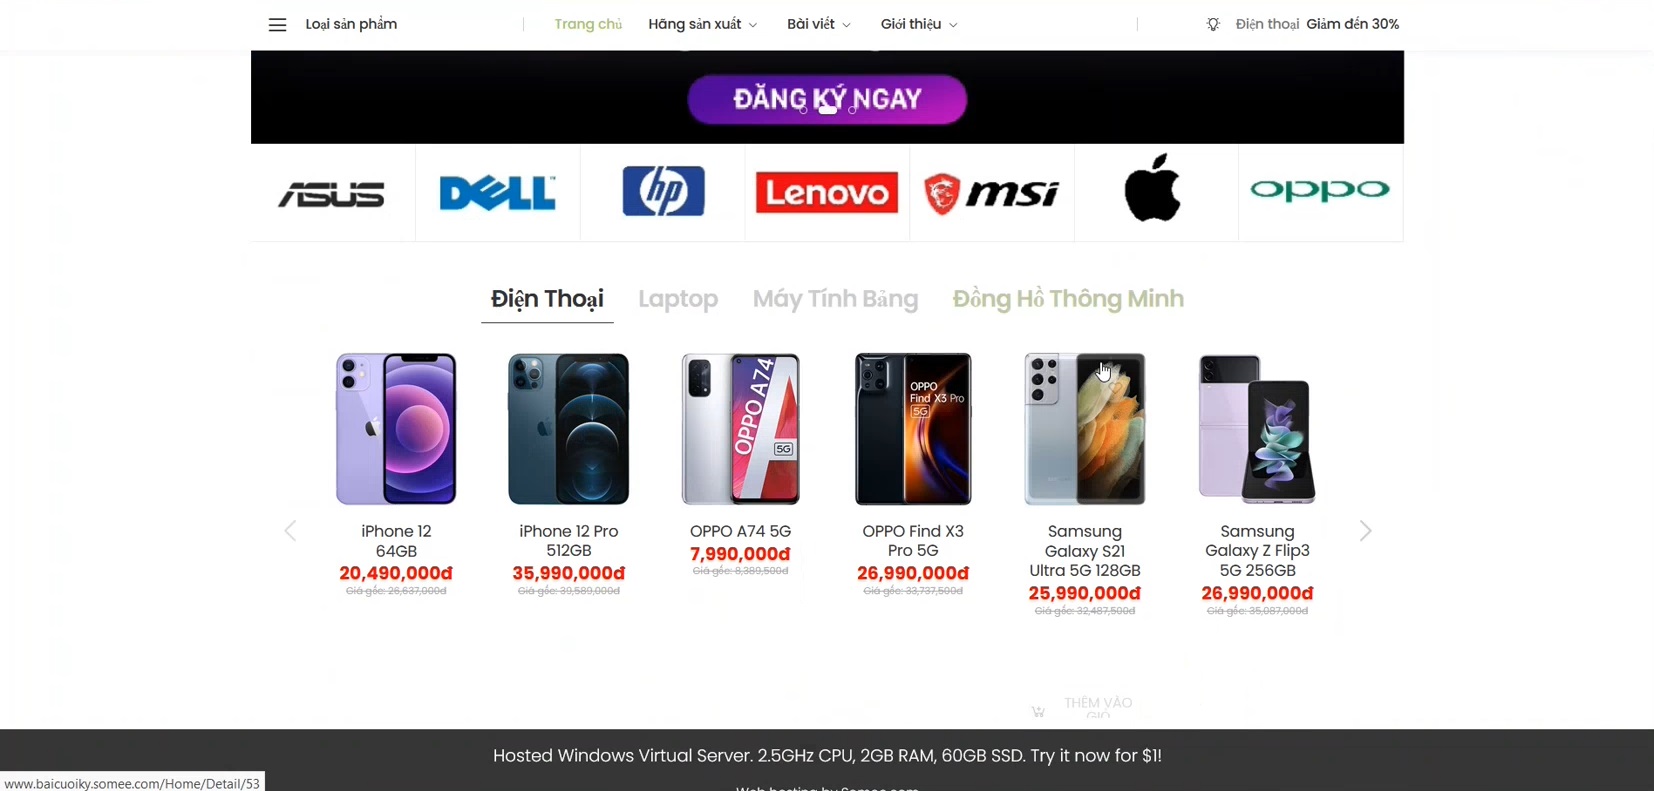 Loại sản phẩm
Trang chủ
Hãng sản xuất
Bài viết
Giới thiệu
Điện thoại Giảm đến 30%
ĐĂNG KÝ NGAY
ASUS
DELL
hp
Lenovo
msi
oppo
Điện Thoại
Laptop
Máy Tính Bảng
Đồng Hồ Thông Minh
OPPO A74
5G
OPPO
Find X3 Pro
5G
iPhone 12
64GB
20,490,000đ
Giá gốc: 26,637,000đ
iPhone 12 Pro
512GB
35,990,000đ
Giá gốc: 39,589,000đ
OPPO A74 5G
7,990,000đ
Giá gốc: 8,389,500đ
OPPO Find X3
Pro 5G
26,990,000đ
Giá gốc: 33,737,500đ
Samsung
Galaxy S21
Ultra 5G 128GB
25,990,000đ
Giá gốc: 32,487,500đ
Samsung
Galaxy Z Flip3
5G 256GB
26,990,000đ
Giá gốc: 35,087,000đ
THÊM VÀO
GIỎ
Hosted Windows Virtual Server. 2.5GHz CPU, 2GB RAM, 60GB SSD. Try it now for $1!
Web hosting by Somee.com
www.baicuoiky.somee.com/Home/Detail/53